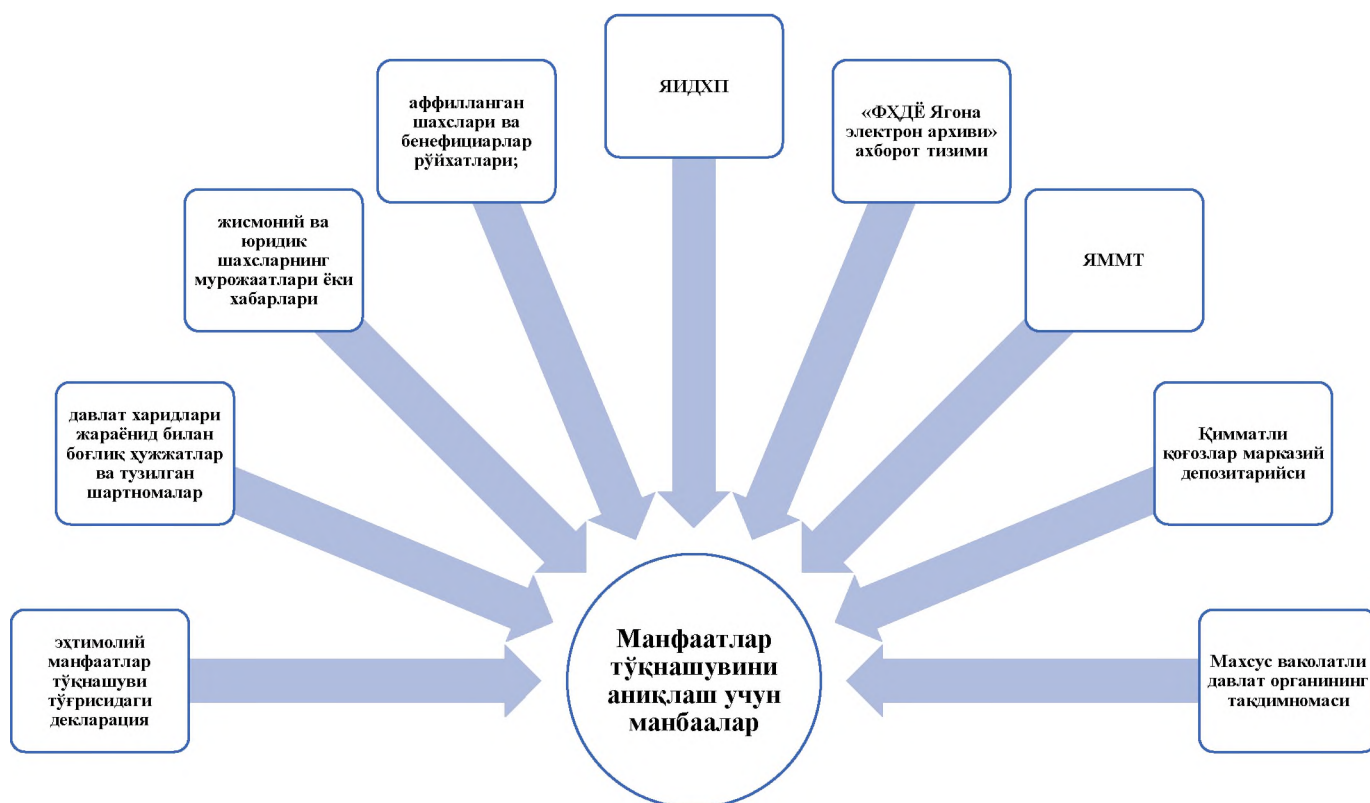 ЯИДХП
аффилланган
шахслари ва
бенефициарлар
рўйхатлари;
«ФҲДЁ Ягона
электрон архиви»
ахборот тизими
жисмоний ва
юридик
шахсларнинг
мурожаатлари ёки
хабарлари
ЯММТ
давлат харидлари
жараёнид билан
боғлиқ ҳужжатлар
ва тузилган
шартномалар
Қимматли
қоғозлар марказий
депозитарийси
эҳтимолий
манфаатлар
тўқнашуви
тўғрисидаги
декларация
Манфаатлар
тўқнашувини
аниқлаш учун
манбаалар
Махсус ваколатли
давлат органининг
тақдимномаси